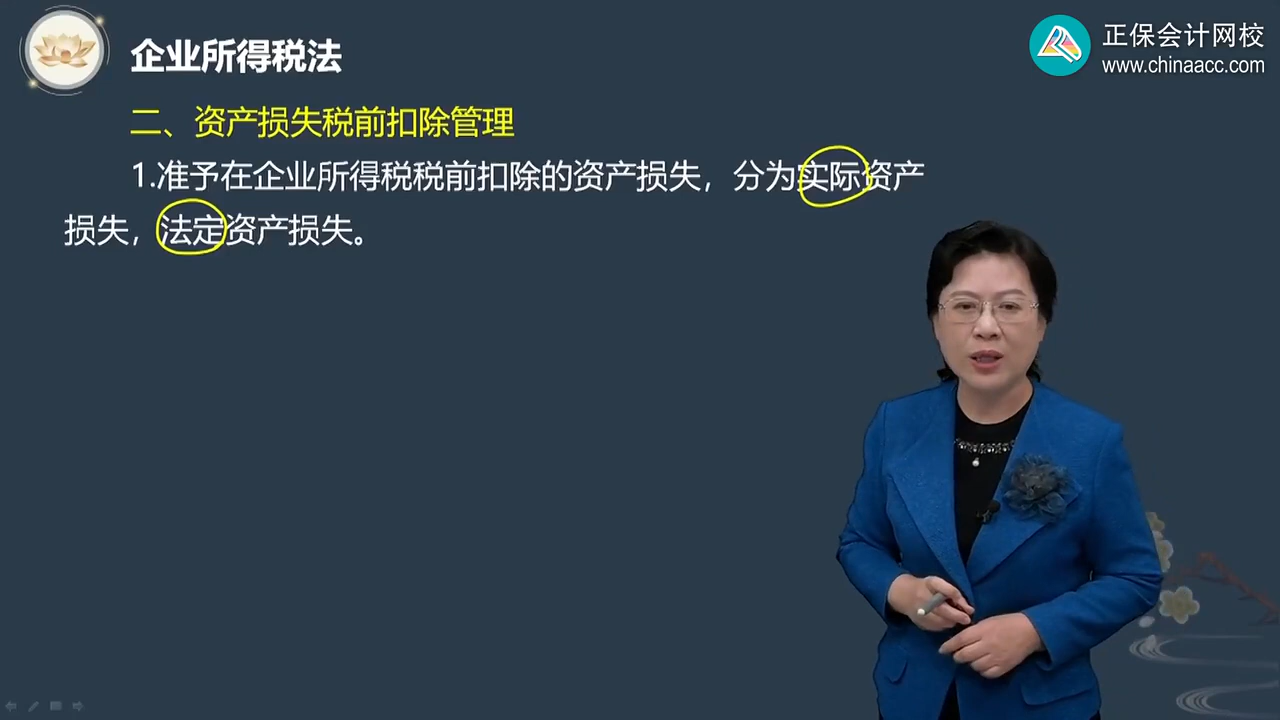 企业所得税法
正保会计网校
www.chinaacc.com
二、资产损失税前扣除管理
1.准予在企业所得税税前扣除的资产损失，分为实际资产
损失，法定资产损失。